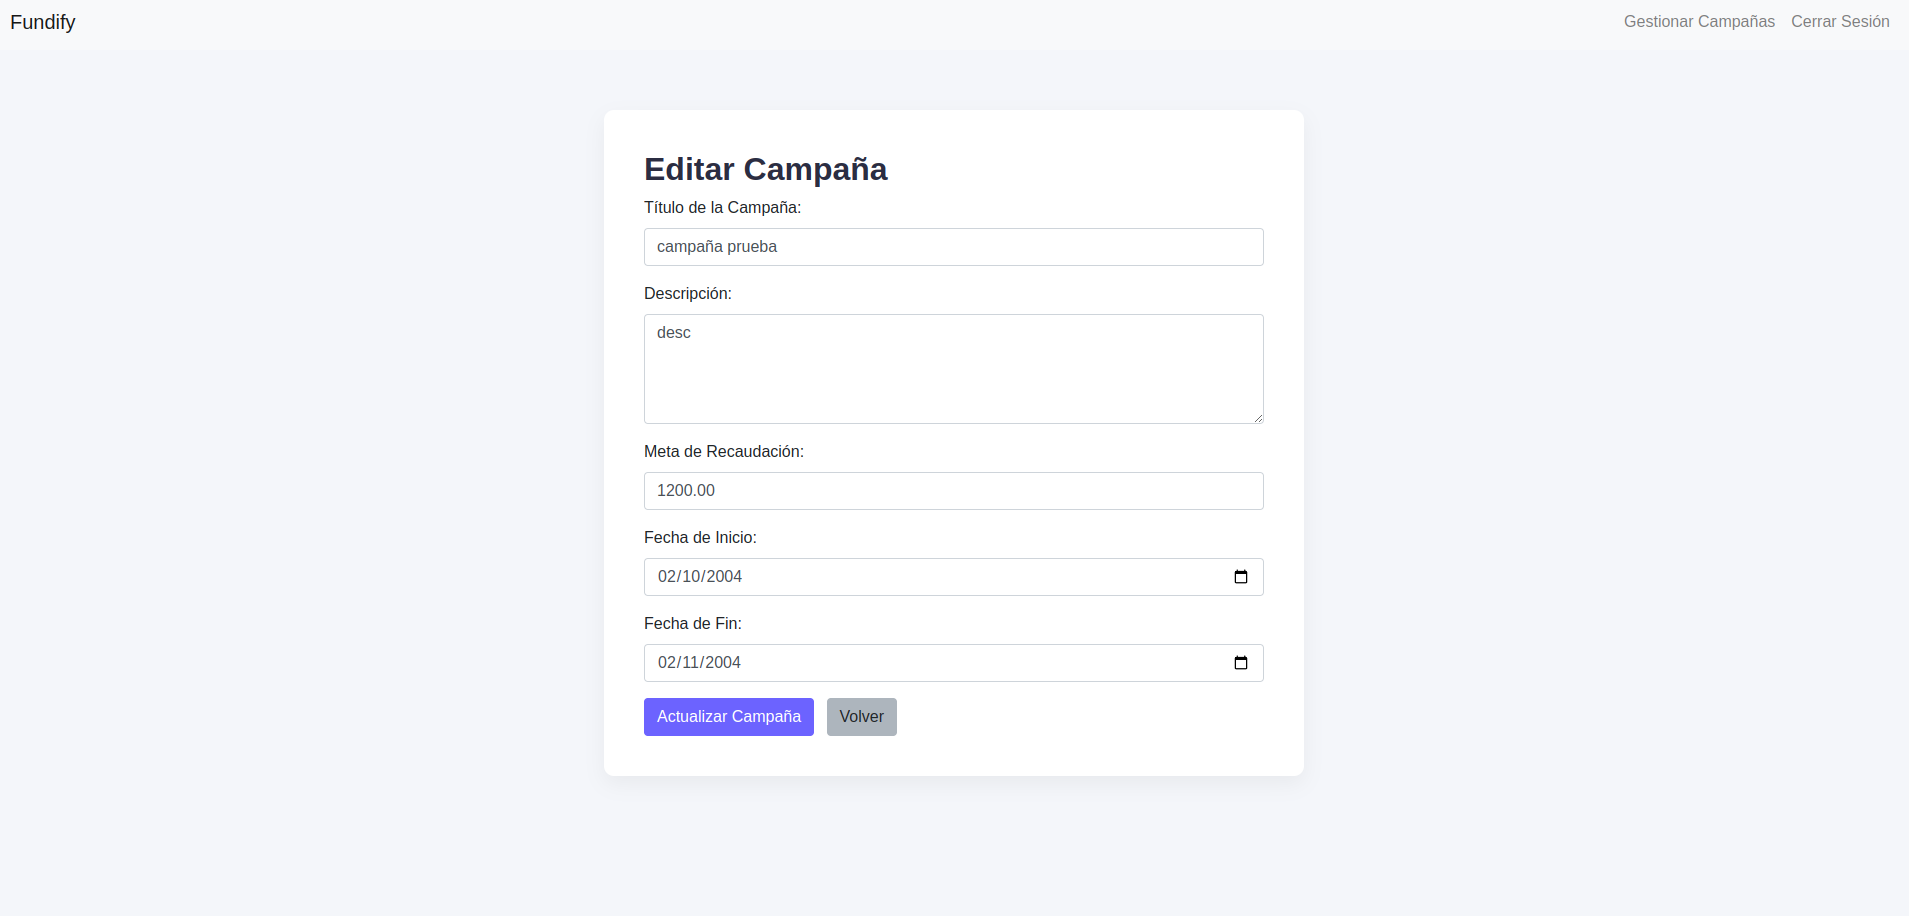 Fundify
Gestionar Campañas
Cerrar Sesión
Editar Campaña
Título de la Campaña:
campaña prueba
Descripción:
desc
Meta de Recaudación:
1200.00
Fecha de Inicio:
02/10/2004
Fecha de Fin:
02/11/2004
Actualizar Campaña
Volver